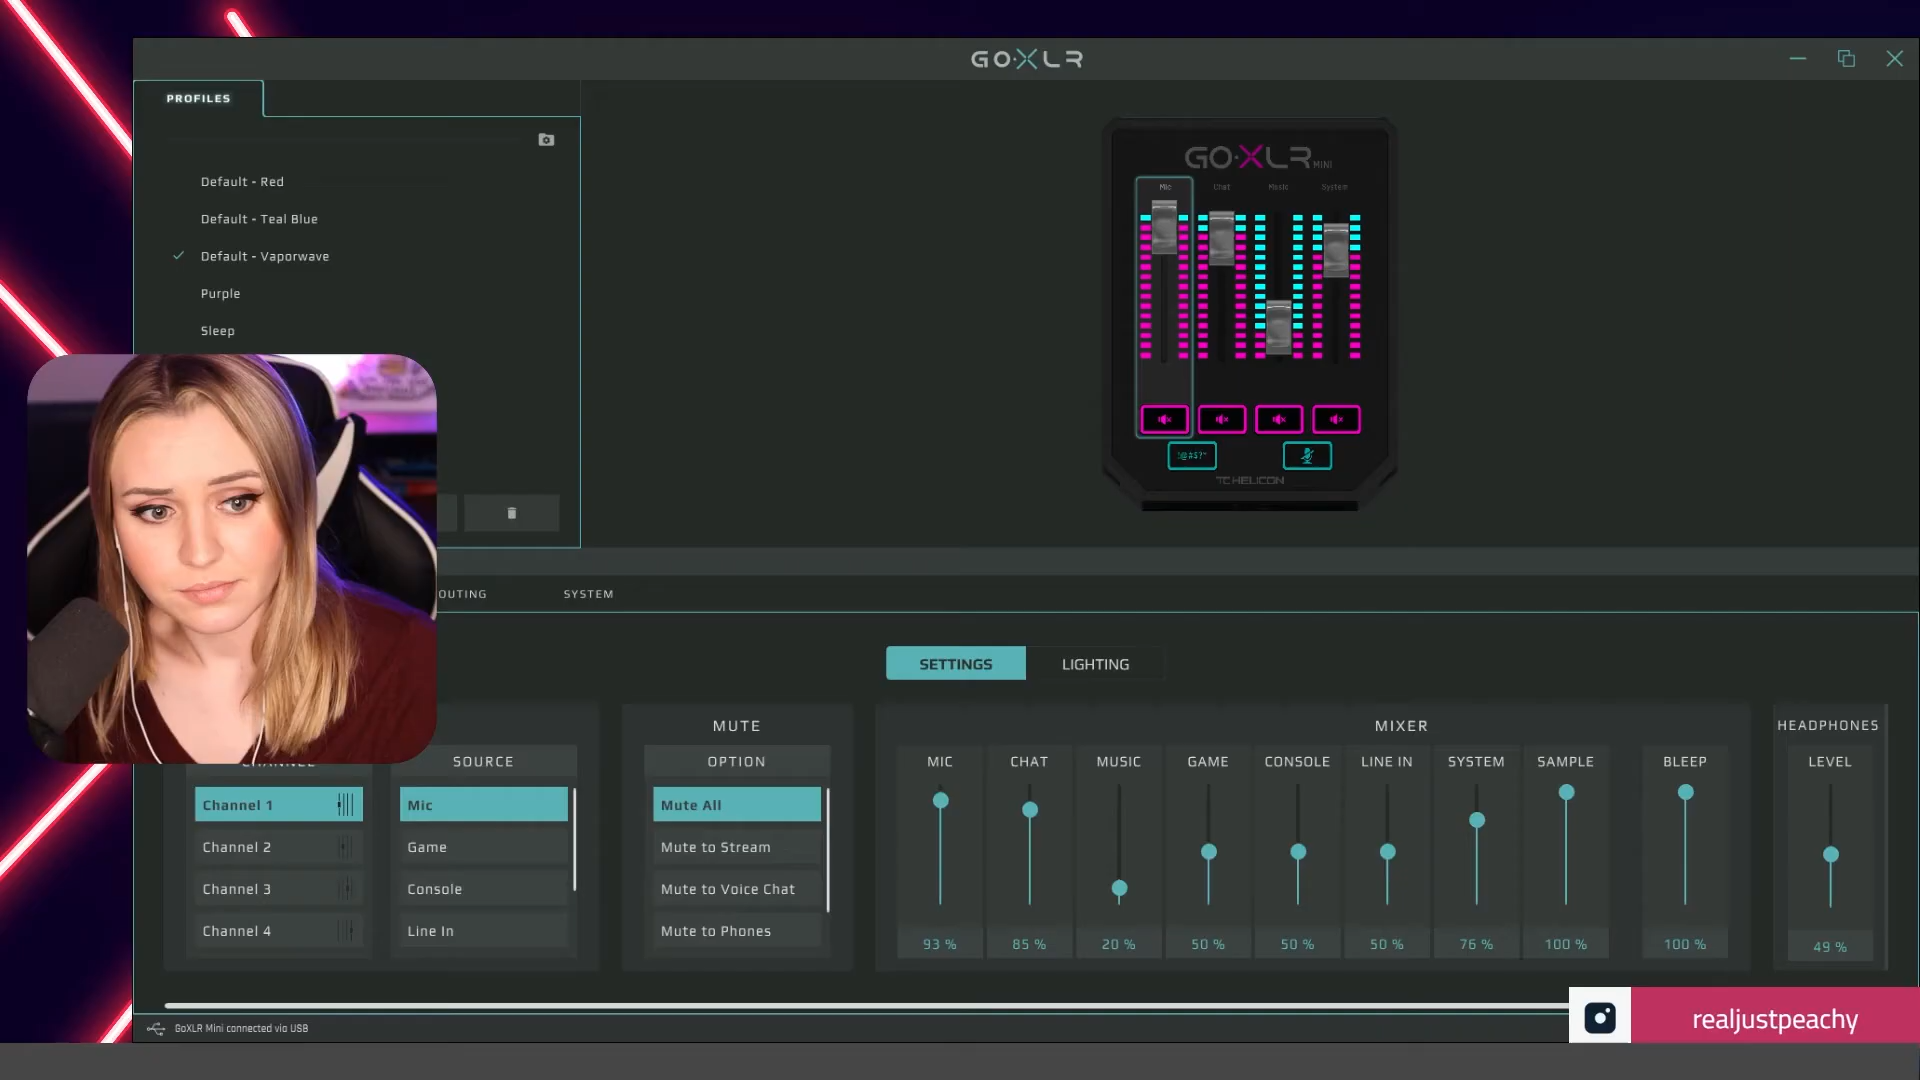 GO·XLR
PROFILES
Default - Red
Default - Teal Blue
Default - Vaporwave
Purple
Sleep
GO·XLR MINI
Mic Chat Music System
!@#$?*
TC HELICON
OUTING
SYSTEM
SETTINGS
LIGHTING
CHANNEL
Channel 1
Channel 2
Channel 3
Channel 4
SOURCE
Mic
Game
Console
Line In
MUTE
OPTION
Mute All
Mute to Stream
Mute to Voice Chat
Mute to Phones
MIXER
MIC CHAT MUSIC GAME CONSOLE LINE IN SYSTEM SAMPLE BLEEP
93 % 85 % 20 % 50 % 50 % 50 % 76 % 100 % 100 %
HEADPHONES
LEVEL
49 %
GoXLR Mini connected via USB
realjustpeachy